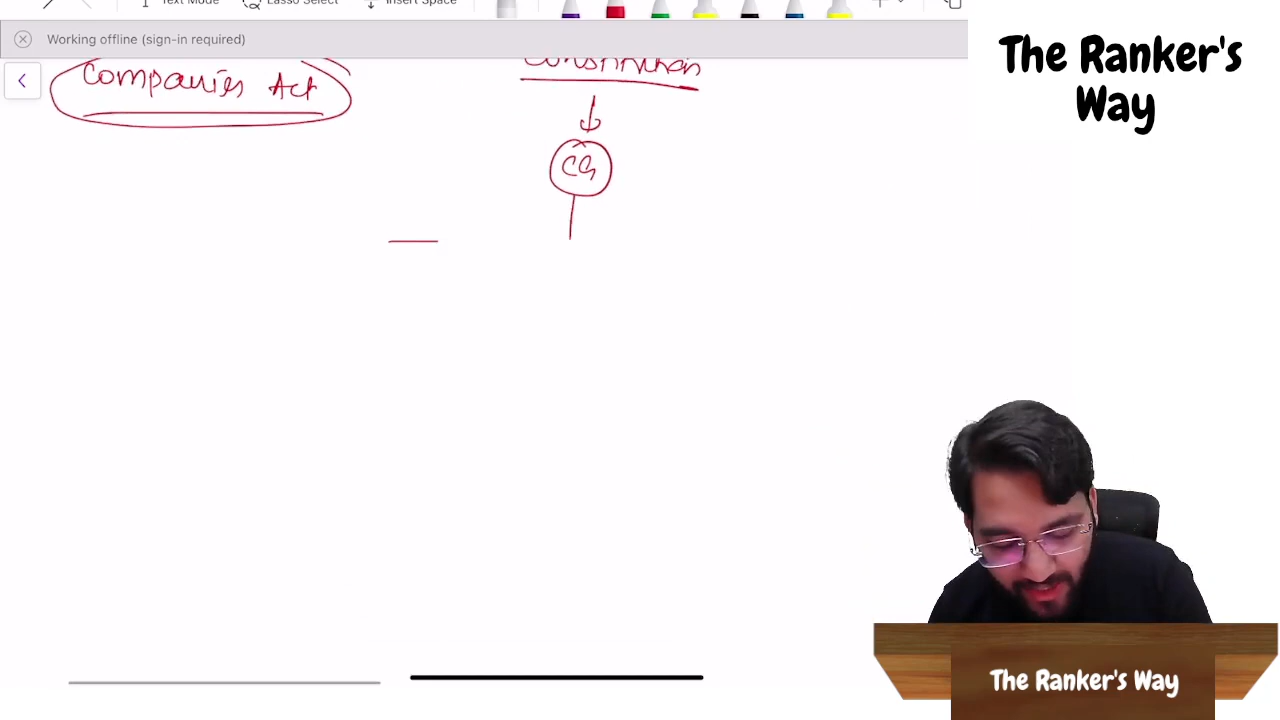 Text Mode
Lasso Select
Insert Space
Working offline (sign-in required)
The Ranker's
Way
Companies Act
Constitution
CG
The Ranker's Way